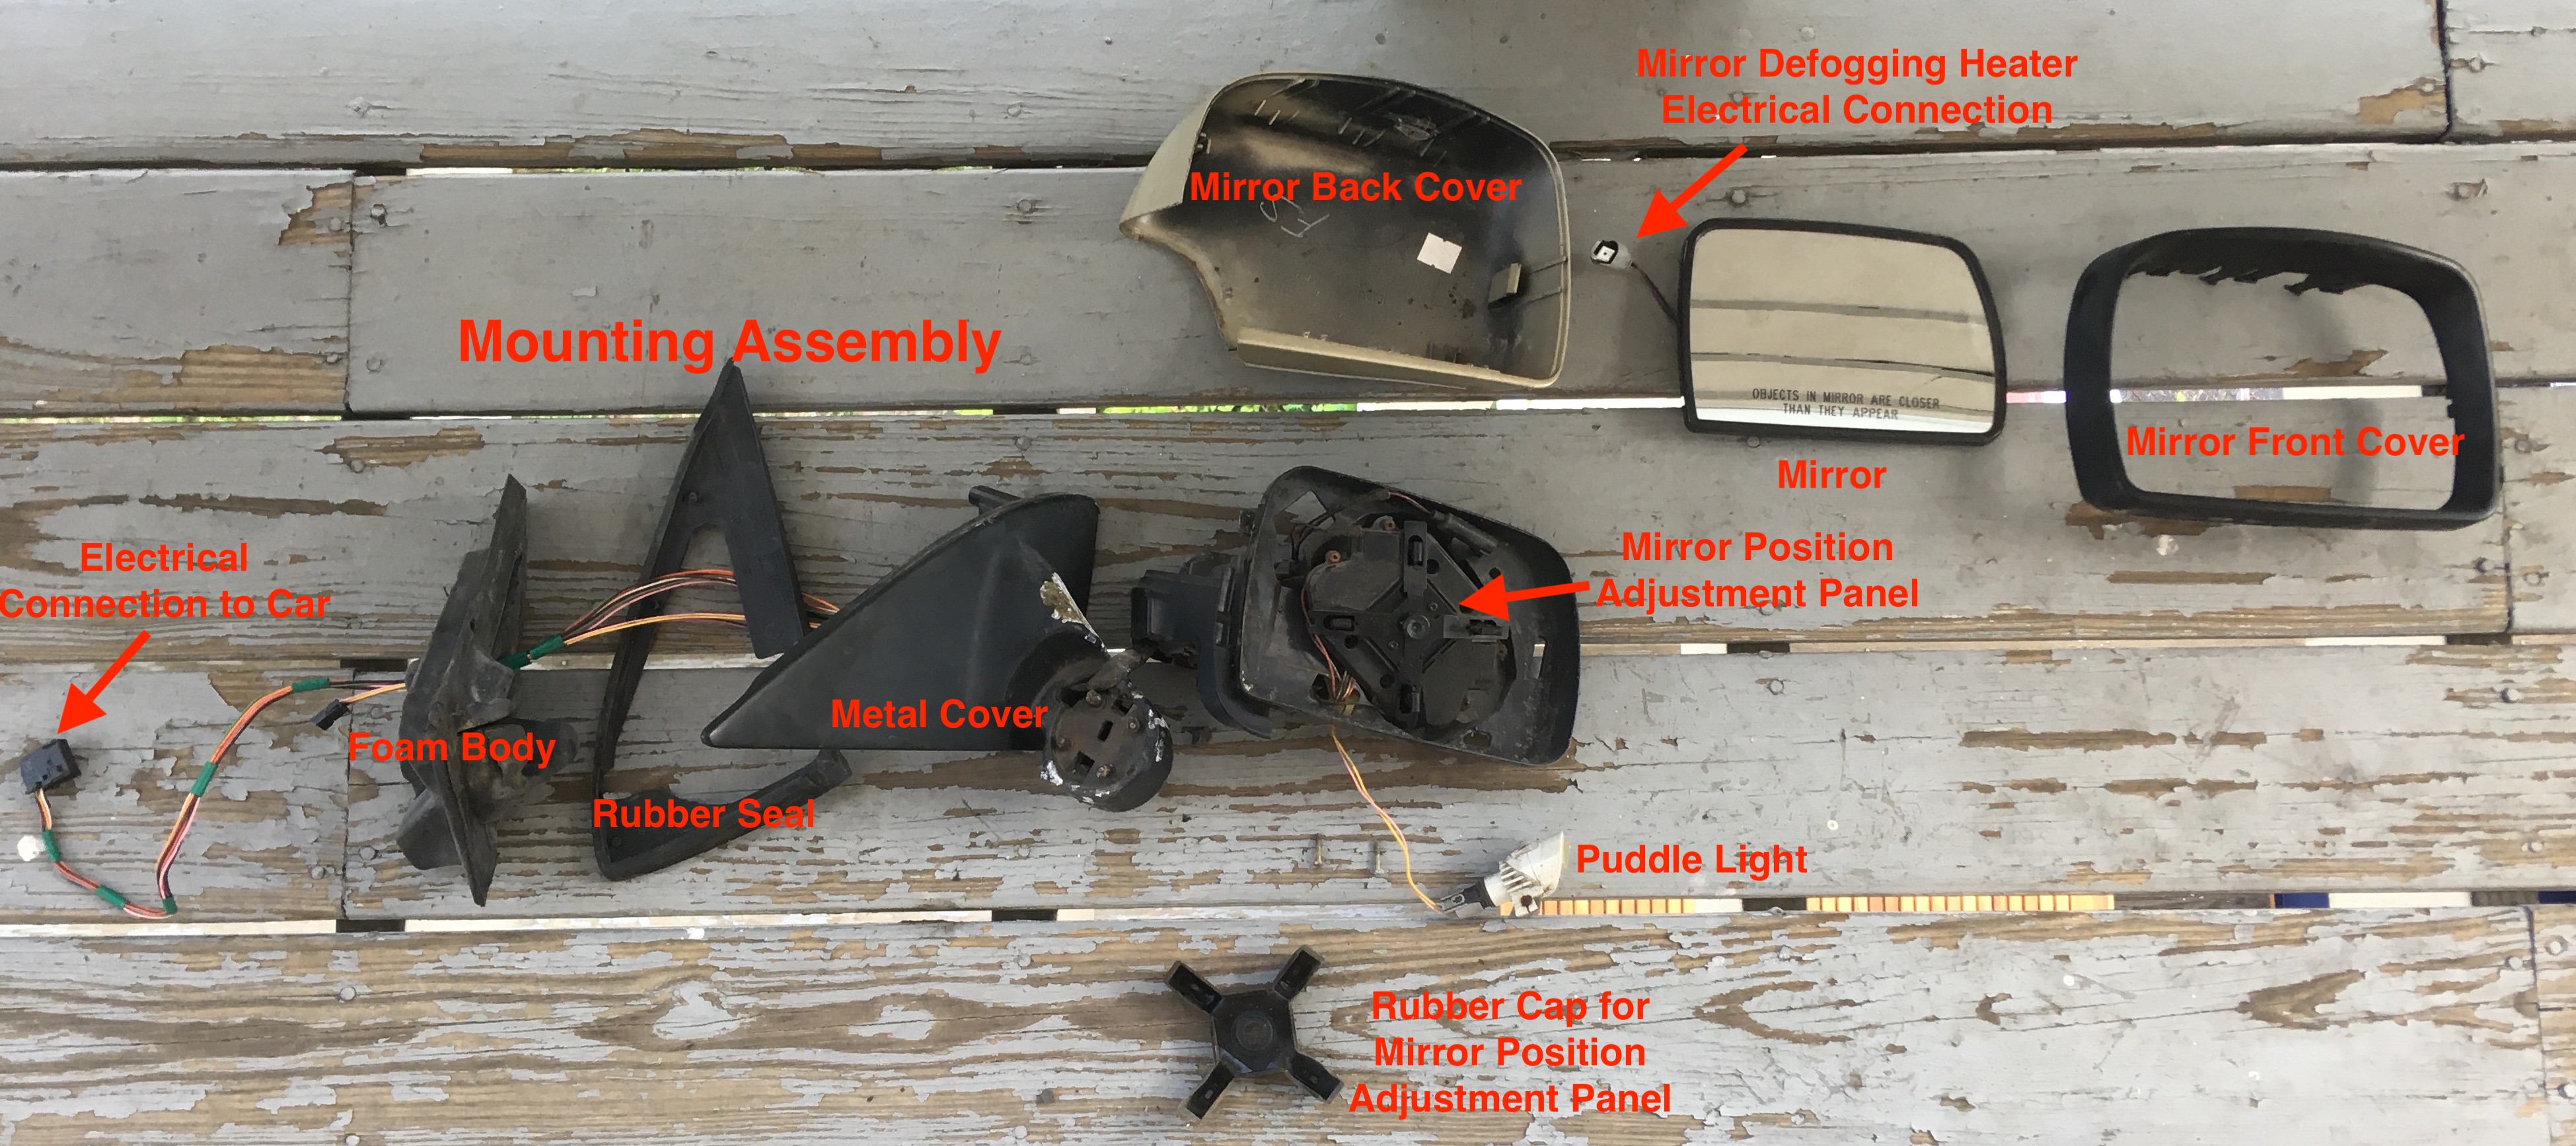 Mirror Defogging Heater
Electrical Connection
Mirror Back Cover
Mounting Assembly
OBJECTS IN MIRROR ARE CLOSER
THAN THEY APPEAR
Mirror Front Cover
Mirror
Electrical
Connection to Car
Mirror Position
Adjustment Panel
Metal Cover
Foam Body
Rubber Seal
Puddle Light
Rubber Cap for
Mirror Position
Adjustment Panel